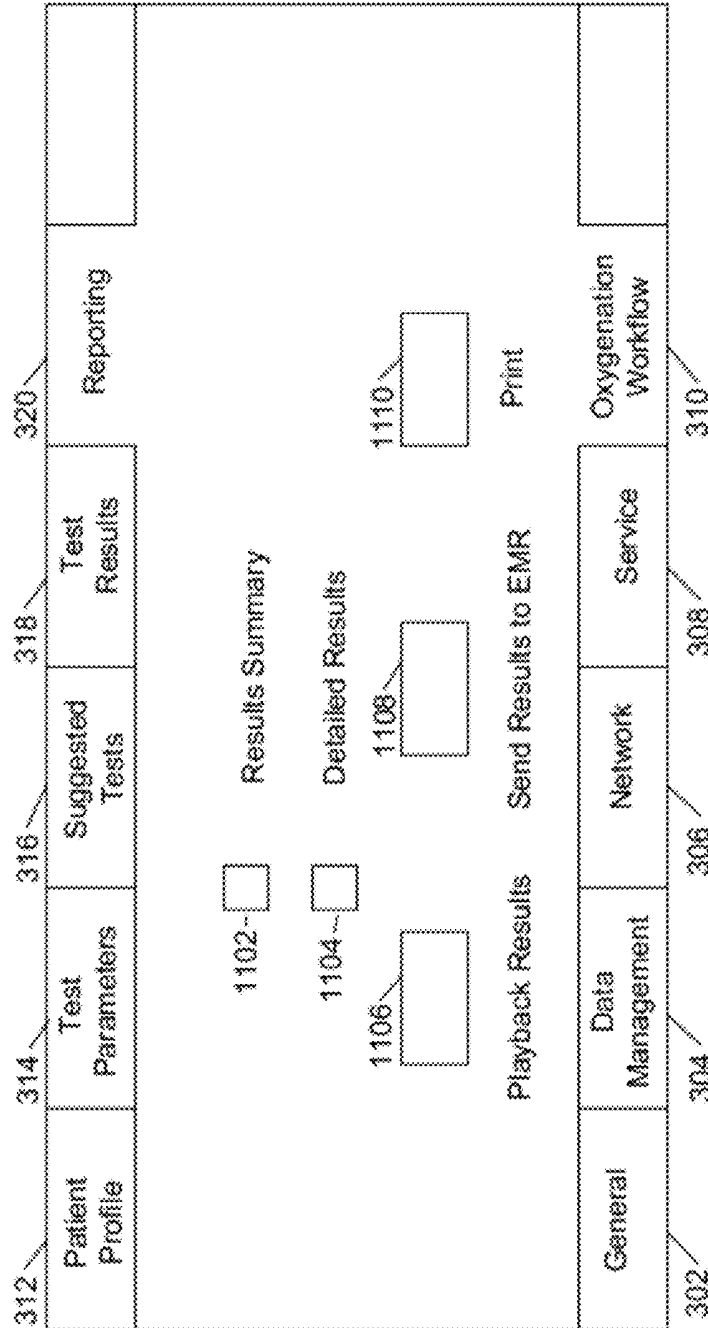 312
314
316
318
320
Patient
Profile
Test
Parameters
Suggested
Tests
Test
Results
Reporting
1102
Results Summary
1104
Detailed Results
1106
1108
1110
Playback Results
Send Results to EMR
Print
General
Data
Management
Network
Service
Oxygenation
Workflow
302
304
306
308
310